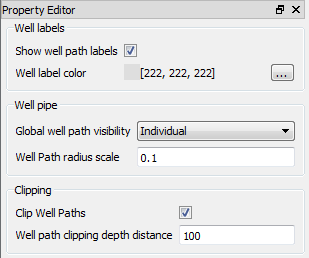 Property Editor
Well labels
Show well path labels
Well label color [222, 222, 222] ...
Well pipe
Global well path visibility Individual
Well Path radius scale 0.1
Clipping
Clip Well Paths
Well path clipping depth distance 100